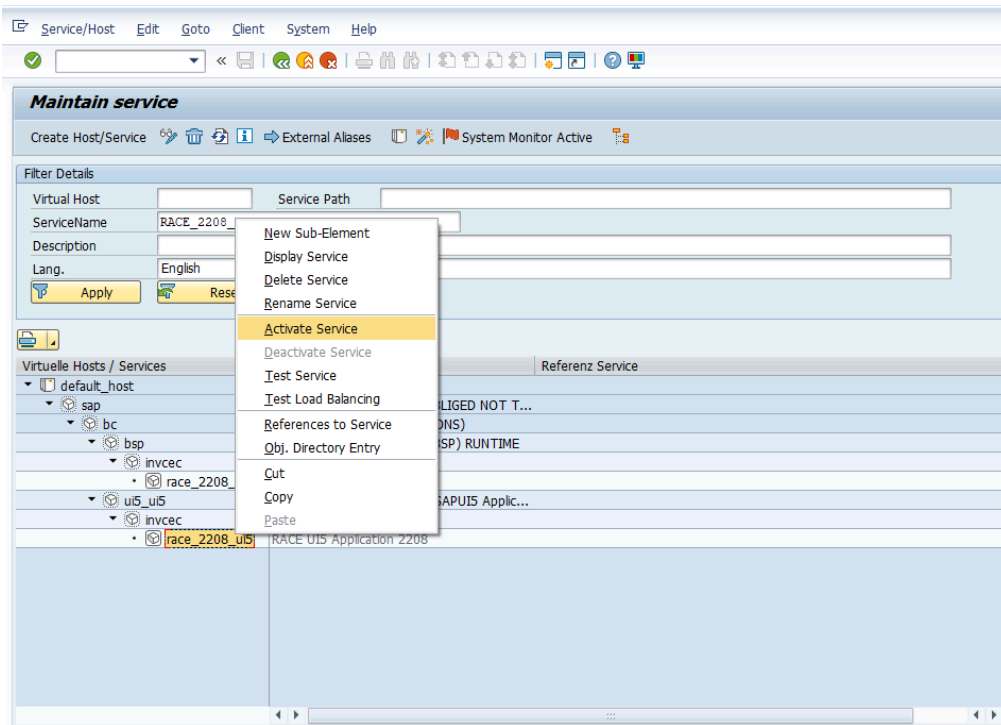 Service/Host Edit Goto Client System Help
Maintain service
Create Host/Service External Aliases System Monitor Active
Filter Details
Virtual Host Service Path
ServiceName RACE_2208_
Description
Lang. English
Apply Rese
New Sub-Element
Display Service
Delete Service
Rename Service
Activate Service
Deactivate Service
Test Service
Test Load Balancing
References to Service
Obj. Directory Entry
Cut
Copy
Paste
Virtuelle Hosts / Services Referenz Service
default_host
sap LIGED NOT T...
bc ONS)
bsp SP) RUNTIME
invcec
race_2208_
ui5_ui5 SAPUI5 Applic...
invcec
race_2208_ui5 RACE UI5 Application 2208